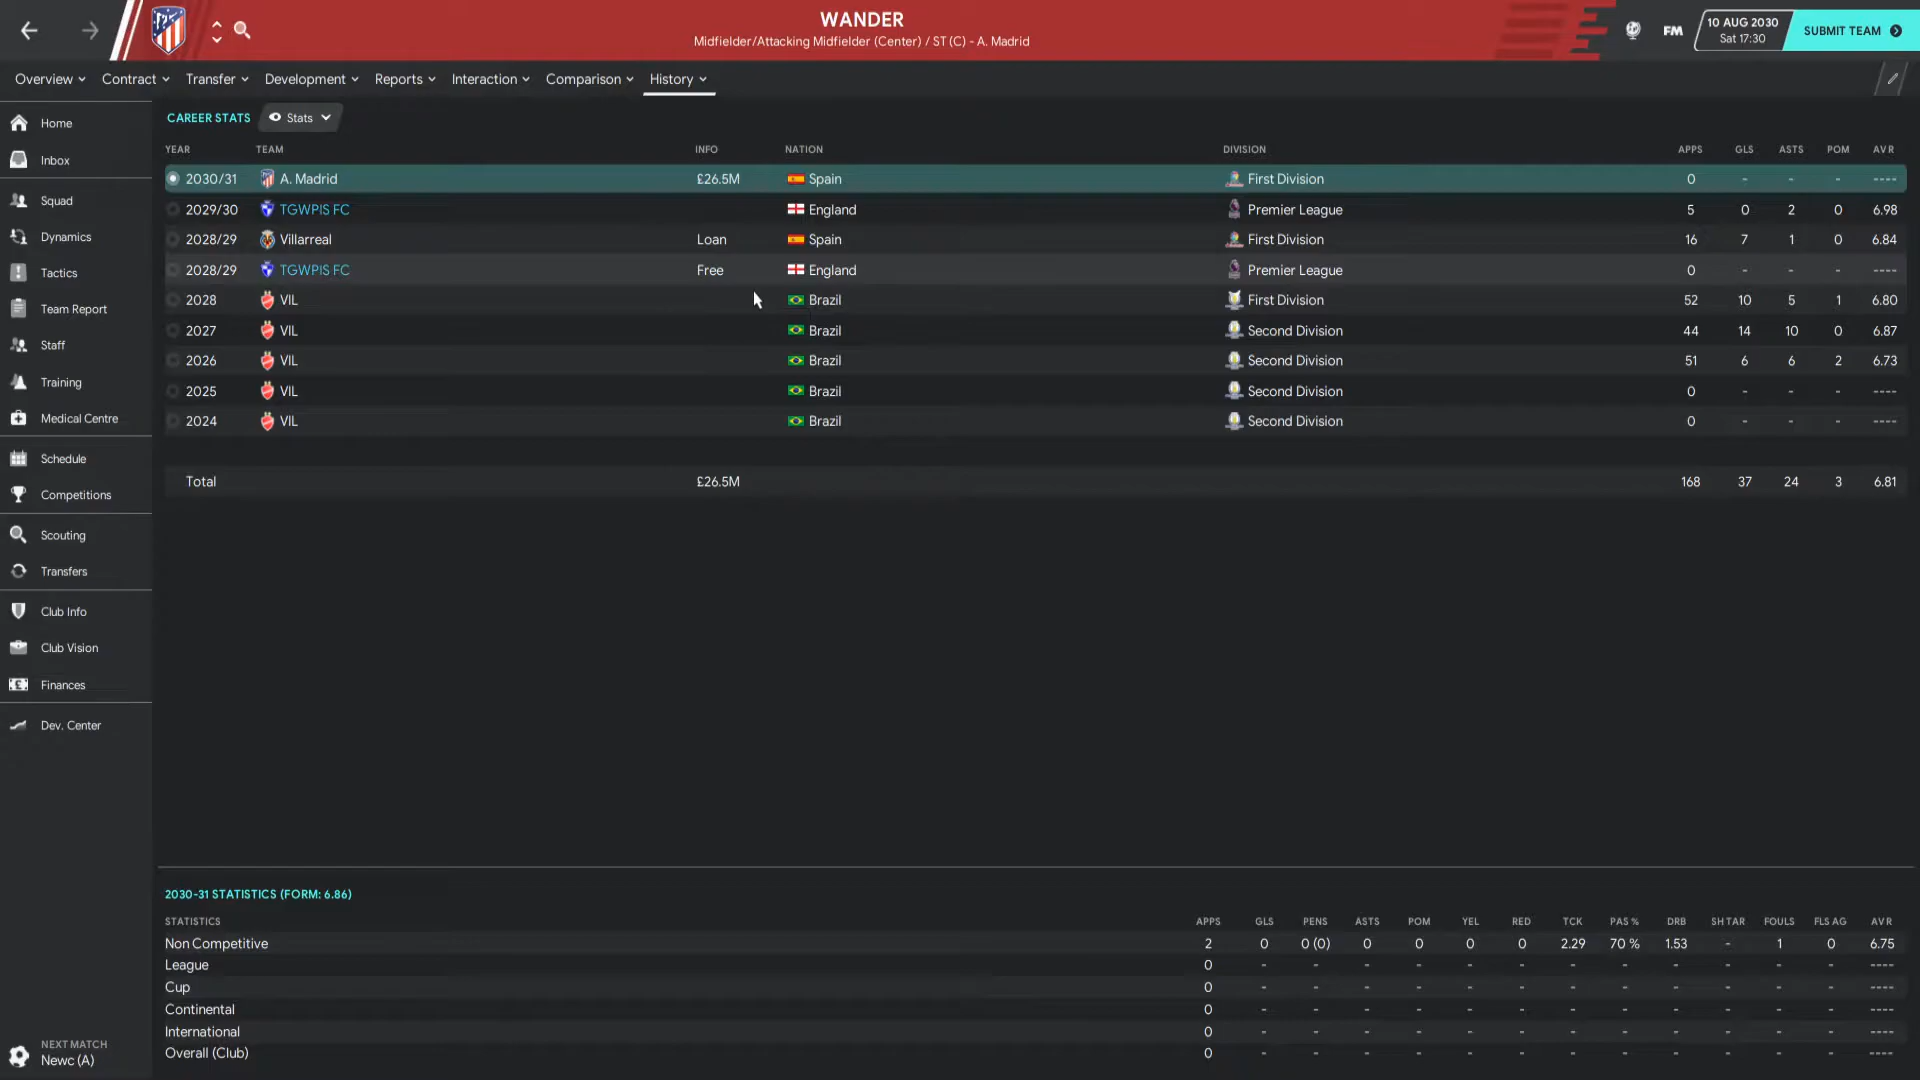 WANDER
Midfielder/Attacking Midfielder (Center) / ST (C) - A. Madrid
FM
10 AUG 2030
Sat 17:30
SUBMIT TEAM
Overview Contract Transfer Development Reports Interaction Comparison History
Home
Inbox
Squad
Dynamics
Tactics
Team Report
Staff
Training
Medical Centre
Schedule
Competitions
Scouting
Transfers
Club Info
Club Vision
Finances
Dev. Center
NEXT MATCH
Newc (A)
CAREER STATS Stats
YEAR TEAM INFO NATION DIVISION APPS GLS ASTS POM AV R
2030/31 A. Madrid £26.5M Spain First Division 0 - - - ----
2029/30 TGWPIS FC England Premier League 5 0 2 0 6.98
2028/29 Villarreal Loan Spain First Division 16 7 1 0 6.84
2028/29 TGWPIS FC Free England Premier League 0 - - - ----
2028 VIL Brazil First Division 52 10 5 1 6.80
2027 VIL Brazil Second Division 44 14 10 0 6.87
2026 VIL Brazil Second Division 51 6 6 2 6.73
2025 VIL Brazil Second Division 0 - - - ----
2024 VIL Brazil Second Division 0 - - - ----
Total £26.5M 168 37 24 3 6.81
2030-31 STATISTICS (FORM: 6.86)
STATISTICS APPS GLS PENS ASTS POM YEL RED TCK PAS % DRB SH TAR FOULS FLS AG AV R
Non Competitive 2 0 0 (0) 0 0 0 0 2.29 70 % 1.53 - 1 0 6.75
League 0 - - - - - - - - - - - - ----
Cup 0 - - - - - - - - - - - - ----
Continental 0 - - - - - - - - - - - - ----
International 0 - - - - - - - - - - - - ----
Overall (Club) 0 - - - - - - - - - - - - ----